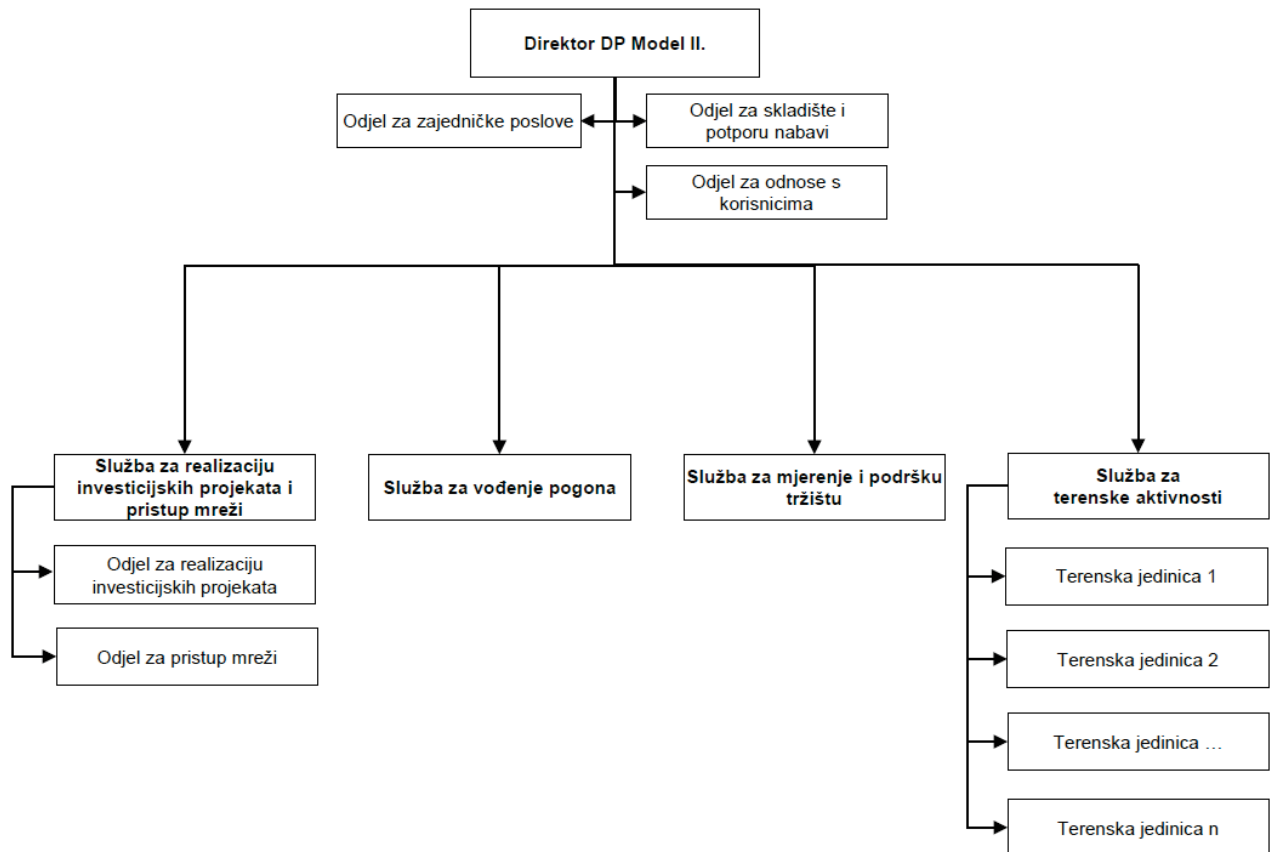 Direktor DP Model II.
Odjel za zajedničke poslove
Odjel za skladište i
potporu nabavi
Odjel za odnose s
korisnicima
Služba za realizaciju
investicijskih projekata i
pristup mreži
Služba za vođenje pogona
Služba za mjerenje i podršku
tržištu
Služba za
terenske aktivnosti
Odjel za realizaciju
investicijskih projekata
Odjel za pristup mreži
Terenska jedinica 1
Terenska jedinica 2
Terenska jedinica …
Terenska jedinica n